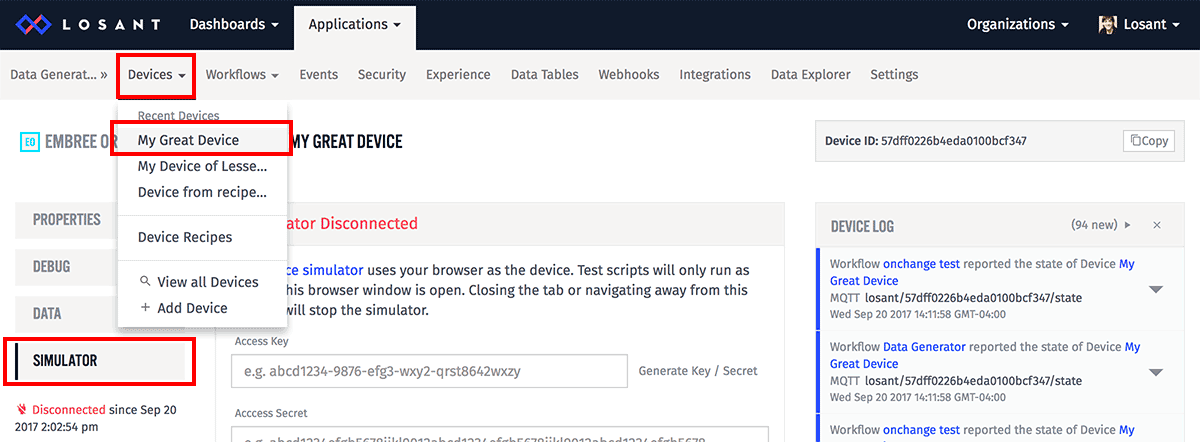 LOSANT
Dashboards
Applications
Organizations
Losant
Data Generat... »
Devices
Workflows
Events
Security
Experience
Data Tables
Webhooks
Integrations
Data Explorer
Settings
Recent Devices
My Great Device
My Device of Lesse...
Device from recipe...
Device Recipes
View all Devices
+ Add Device
EO EMBREE OR
MY GREAT DEVICE
Device ID: 57dff0226b4eda0100bcf347
Copy
PROPERTIES
DEBUG
DATA
SIMULATOR
Disconnected since Sep 20
2017 2:02:54 pm
ator Disconnected
ce simulator uses your browser as the device. Test scripts will only run as
his browser window is open. Closing the tab or navigating away from this
will stop the simulator.
Access Key
e.g. abcd1234-9876-efg3-wxy2-qrst8642wxzy
Generate Key / Secret
Acccess Secret
DEVICE LOG
(94 new)
Workflow onchange test reported the state of Device My
Great Device
MQTT losant/57dff0226b4eda0100bcf347/state
Wed Sep 20 2017 14:11:58 GMT-04:00
Workflow Data Generator reported the state of Device My
Great Device
MQTT losant/57dff0226b4eda0100bcf347/state
Wed Sep 20 2017 14:11:58 GMT-04:00
Workflow onchange test reported the state of Device My